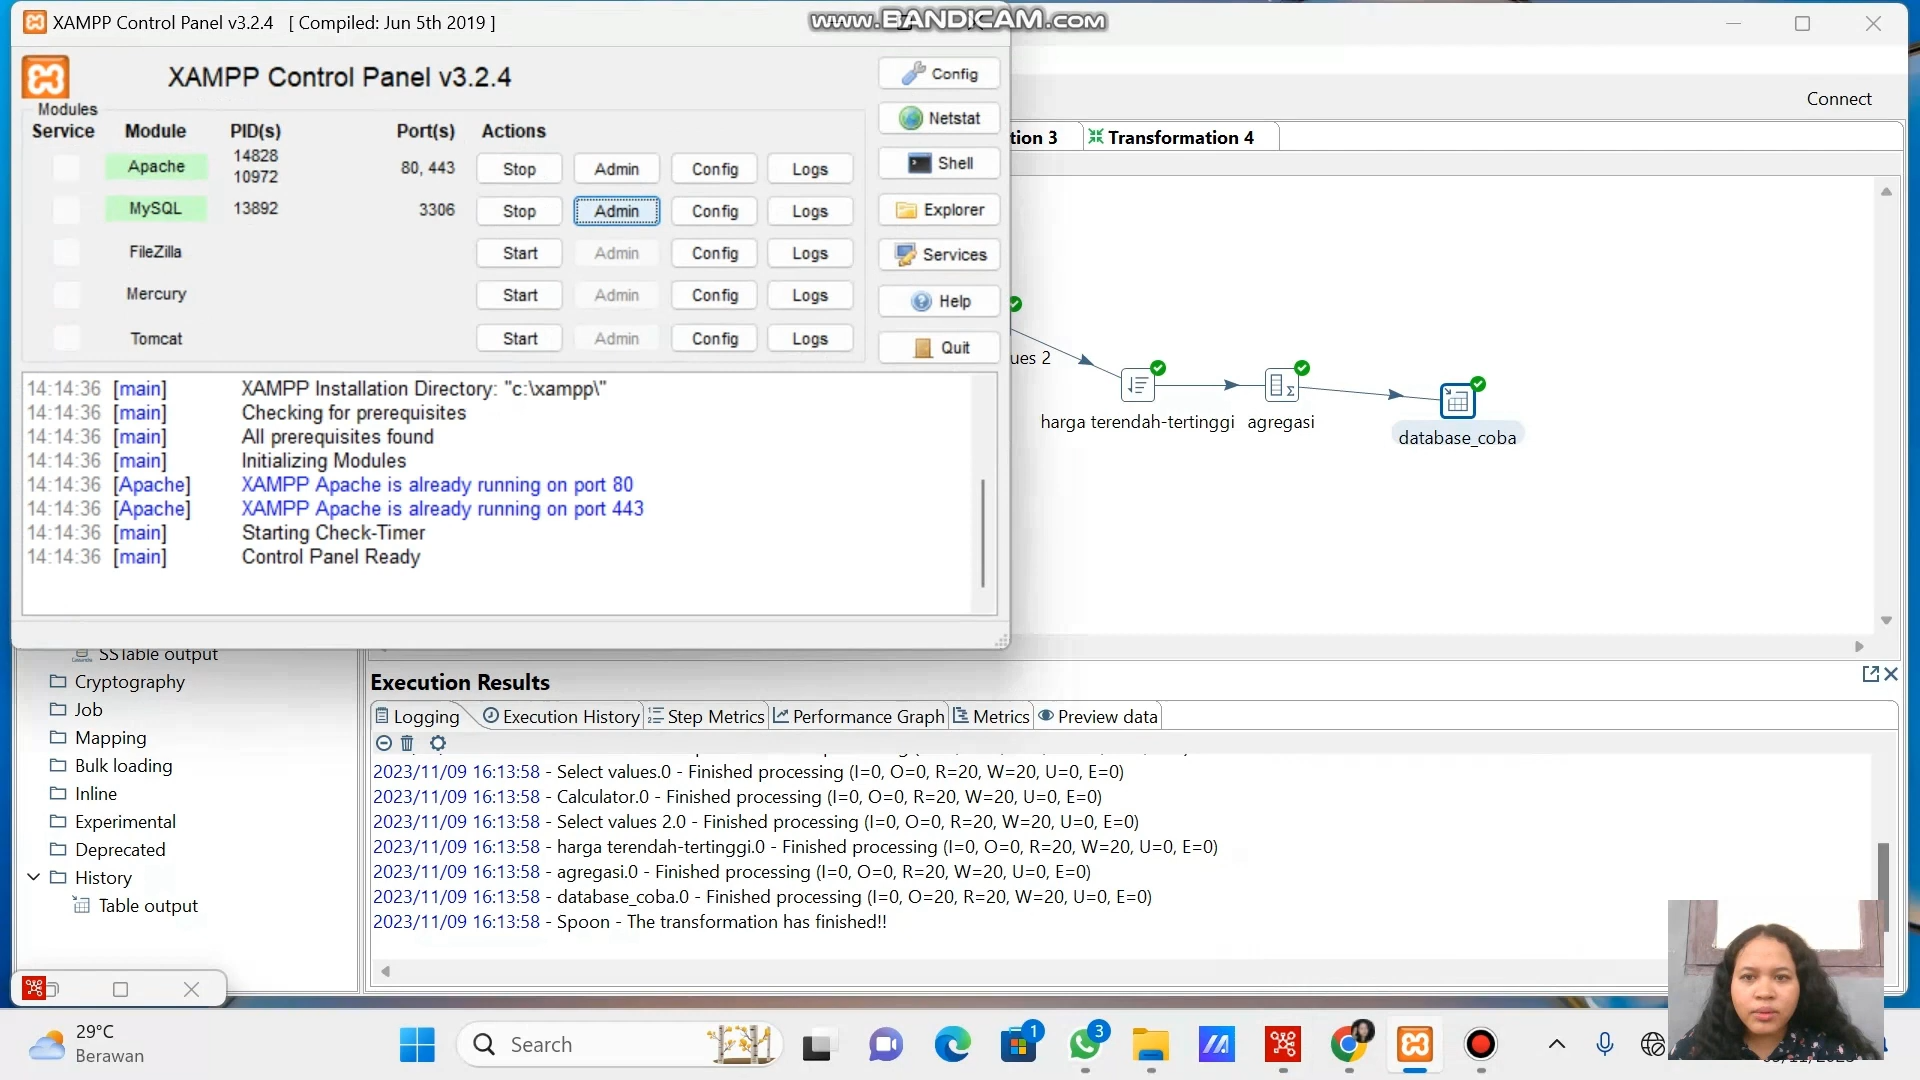 XAMPP Control Panel v3.2.4 [ Compiled: Jun 5th 2019 ]
www.BANDICAM.com
XAMPP Control Panel v3.2.4
Config
Netstat
Shell
Explorer
Services
Help
Quit
Modules
Service Module PID(s) Port(s) Actions
Apache 14828 10972 80, 443 Stop Admin Config Logs
MySQL 13892 3306 Stop Admin Config Logs
FileZilla Start Admin Config Logs
Mercury Start Admin Config Logs
Tomcat Start Admin Config Logs
14:14:36 [main] XAMPP Installation Directory: "c:\xampp\"
14:14:36 [main] Checking for prerequisites
14:14:36 [main] All prerequisites found
14:14:36 [main] Initializing Modules
14:14:36 [Apache] XAMPP Apache is already running on port 80
14:14:36 [Apache] XAMPP Apache is already running on port 443
14:14:36 [main] Starting Check-Timer
14:14:36 [main] Control Panel Ready
Connect
tion 3 Transformation 4
ues 2
harga terendah-tertinggi agregasi
database_coba
SSTable output
Cryptography
Job
Mapping
Bulk loading
Inline
Experimental
Deprecated
History
Table output
Execution Results
Logging Execution History Step Metrics Performance Graph Metrics Preview data
2023/11/09 16:13:58 - Select values.0 - Finished processing (I=0, O=0, R=20, W=20, U=0, E=0)
2023/11/09 16:13:58 - Calculator.0 - Finished processing (I=0, O=0, R=20, W=20, U=0, E=0)
2023/11/09 16:13:58 - Select values 2.0 - Finished processing (I=0, O=0, R=20, W=20, U=0, E=0)
2023/11/09 16:13:58 - harga terendah-tertinggi.0 - Finished processing (I=0, O=0, R=20, W=20, U=0, E=0)
2023/11/09 16:13:58 - agregasi.0 - Finished processing (I=0, O=0, R=20, W=20, U=0, E=0)
2023/11/09 16:13:58 - database_coba.0 - Finished processing (I=0, O=20, R=20, W=20, U=0, E=0)
2023/11/09 16:13:58 - Spoon - The transformation has finished!!
29°C
Berawan
Search
1
3